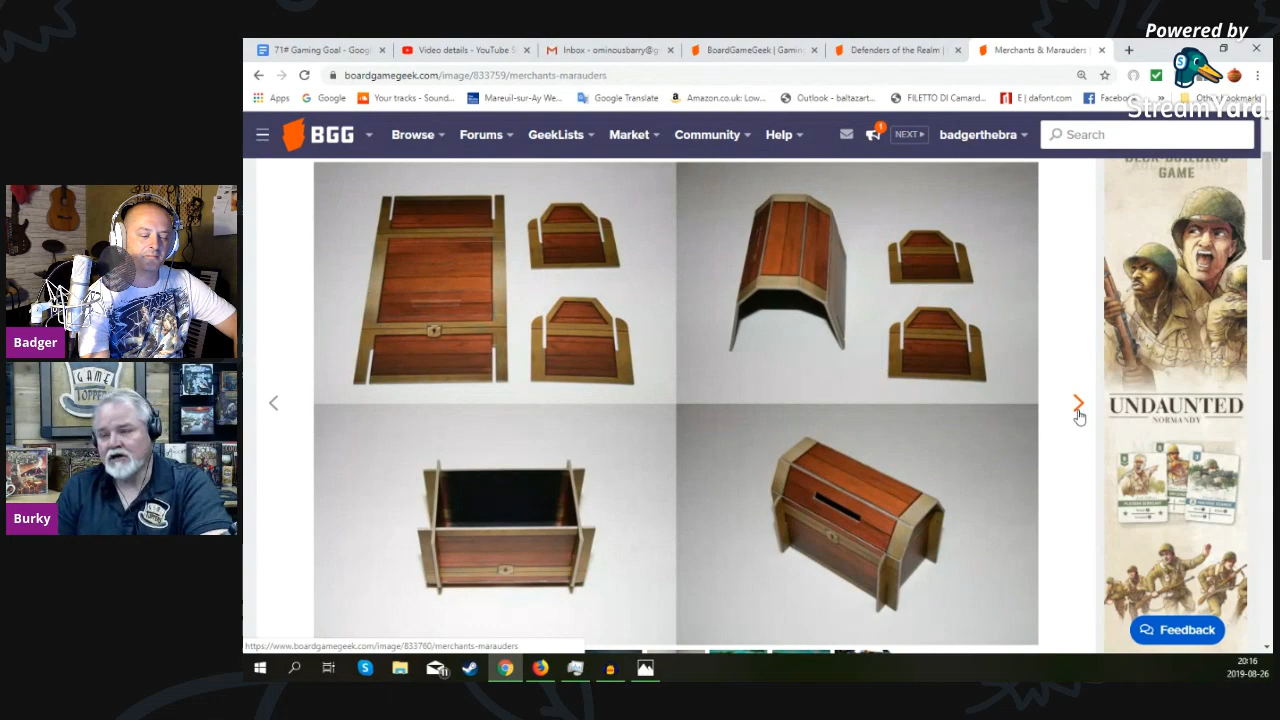 Powered by
StreamYard
71# Gaming Goal - Googl
Video details - YouTube S
Inbox - ominousbarry@g
BoardGameGeek | Gamin
Defenders of the Realm |
Merchants & Marauders
boardgamegeek.com/image/833759/merchants-marauders
Apps
Google
Your tracks - Sound...
Mareuil-sur-Ay We...
Google Translate
Amazon.co.uk: Low...
Outlook - baltazart...
FILETTO DI Camard...
E | dafont.com
Facebo
Other bookmarks
BGG
Browse
Forums
GeekLists
Market
Community
Help
1
NEXT
badgerthebra
Search
DECK-BUILDING
GAME
UNDAUNTED
NORMANDY
Badger
GAME
TOPPERS
Burky
Feedback
https://www.boardgamegeek.com/image/833760/merchants-marauders
20:16
2019-08-26